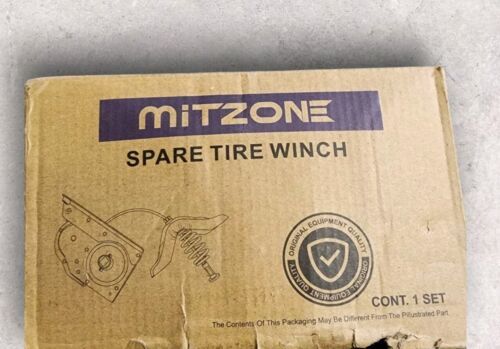 MiTZONE
SPARE TIRE WINCH
ORIGINAL EQUIPMENT QUALITY
ORIGINAL EQUIPMENT QUALITY
CONT. 1 SET
The Contents Of This Packaging May Be Different From The Pillustrated Part.